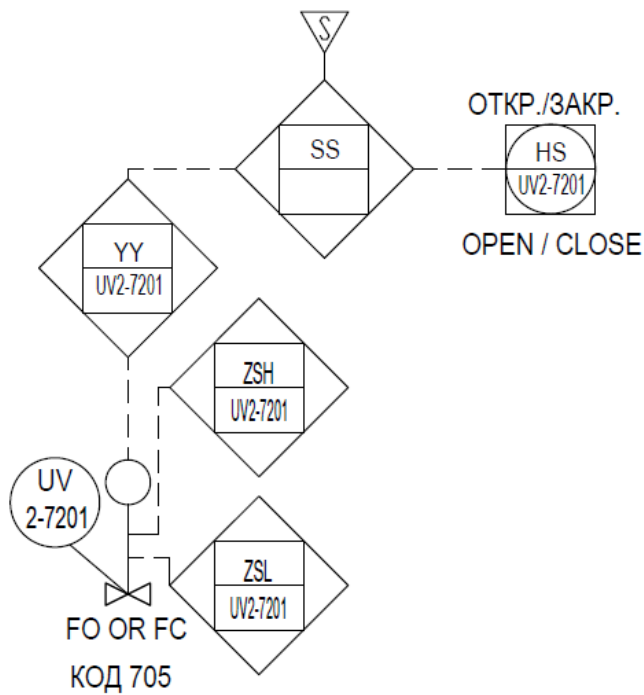 S
ОТКР./ЗАКР.
SS
HS
UV2-7201
OPEN / CLOSE
YY
UV2-7201
ZSH
UV2-7201
UV
2-7201
ZSL
UV2-7201
FO OR FC
КОД 705